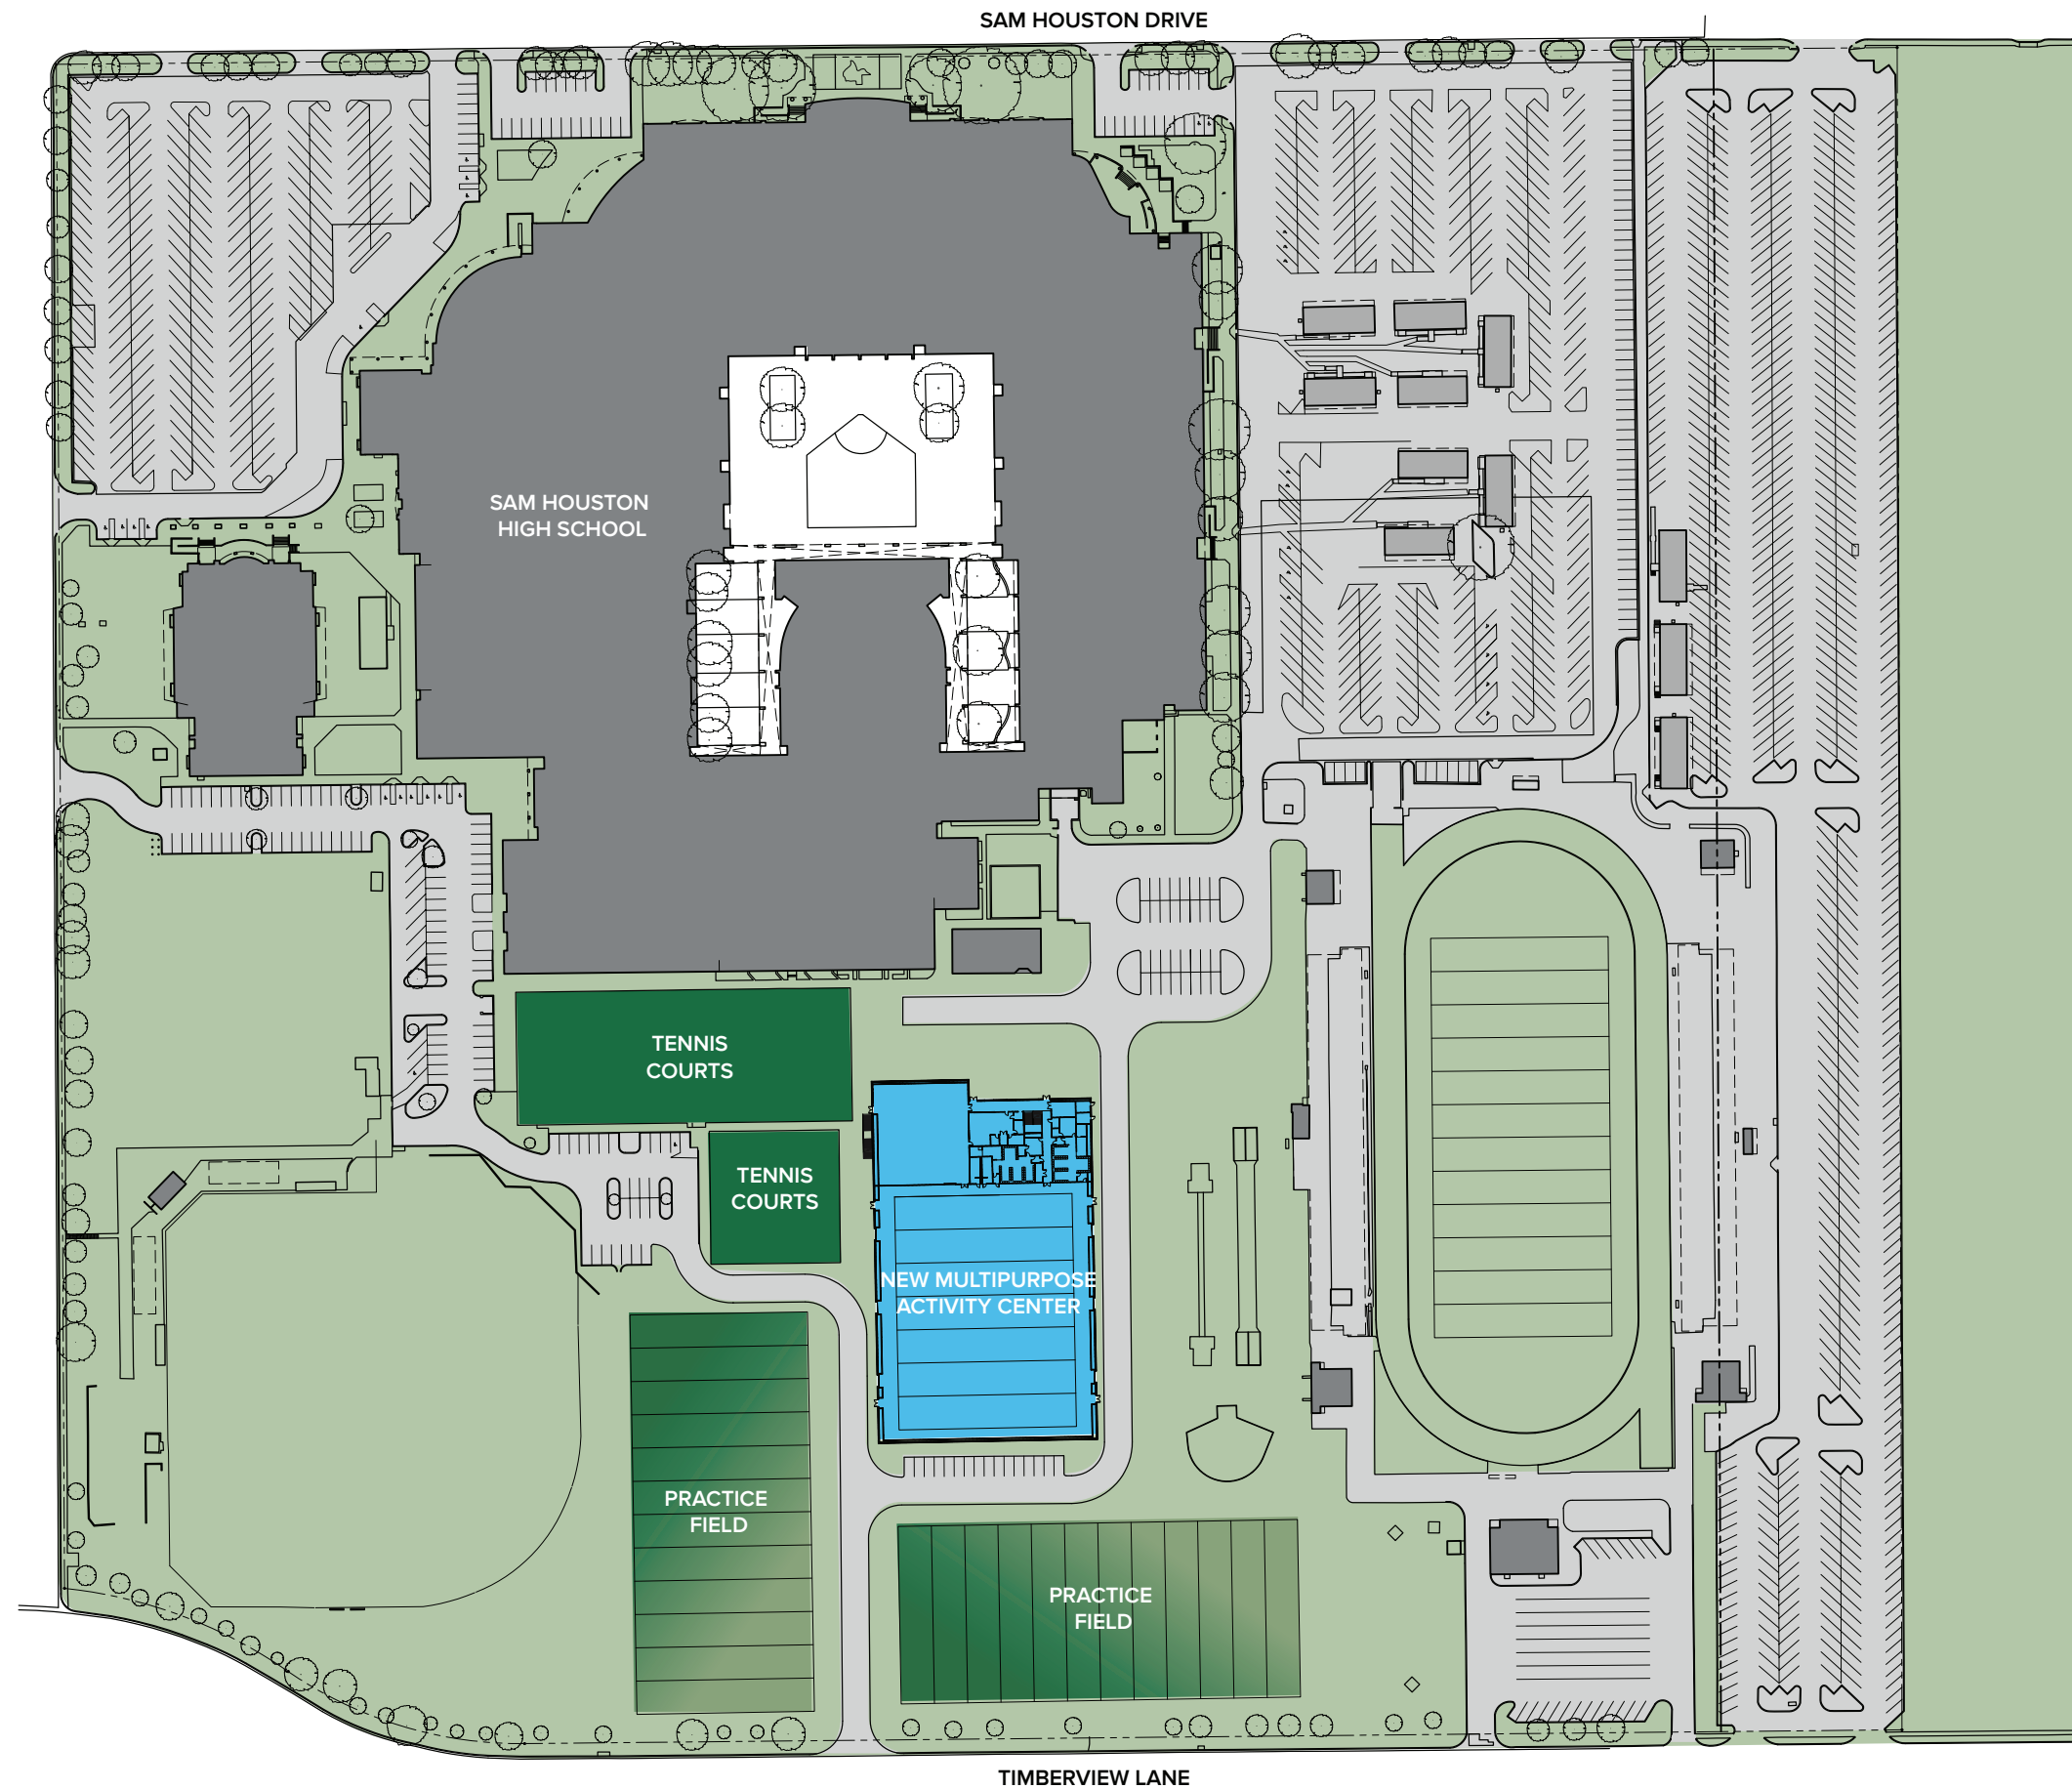 SAM HOUSTON DRIVE
SAM HOUSTON
HIGH SCHOOL
TENNIS
COURTS
TENNIS
COURTS
NEW MULTIPURPOSE
ACTIVITY CENTER
PRACTICE
FIELD
PRACTICE
FIELD
TIMBERVIEW LANE